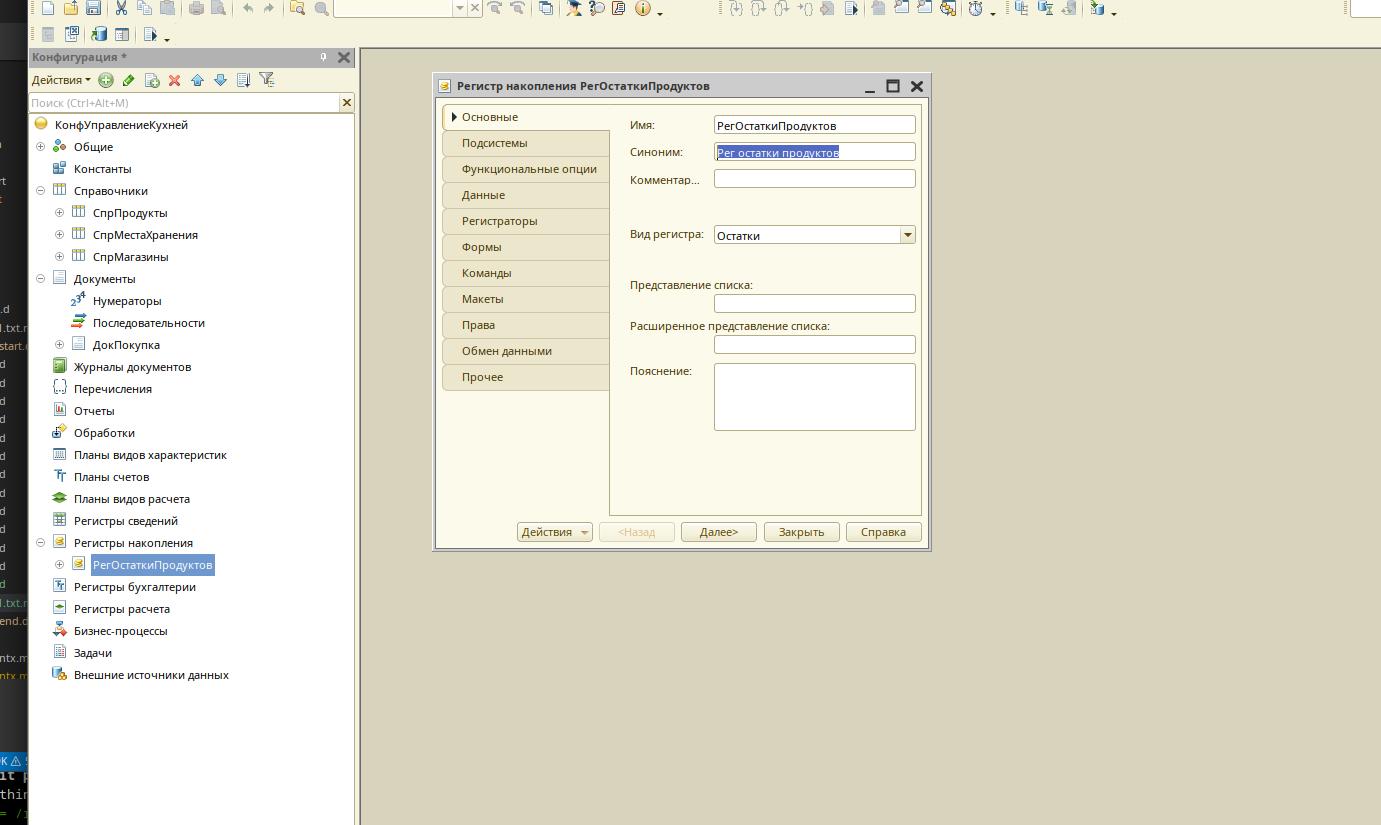 Конфигурация *
Действия
Поиск (Ctrl+Alt+M)
КонфУправлениеКухней
Общие
Константы
Справочники
СпрПродукты
СпрМестаХранения
СпрМагазины
Документы
Нумераторы
Последовательности
ДокПокупка
Журналы документов
Перечисления
Отчеты
Обработки
Планы видов характеристик
Планы счетов
Планы видов расчета
Регистры сведений
Регистры накопления
РегОстаткиПродуктов
Регистры бухгалтерии
Регистры расчета
Бизнес-процессы
Задачи
Внешние источники данных
Регистр накопления РегОстаткиПродуктов
Основные
Подсистемы
Функциональные опции
Данные
Регистраторы
Формы
Команды
Макеты
Права
Обмен данными
Прочее
Имя: РегОстаткиПродуктов
Синоним: Рег остатки продуктов
Комментар...
Вид регистра: Остатки
Представление списка:
Расширенное представление списка:
Пояснение:
Действия <Назад Далее> Закрыть Справка